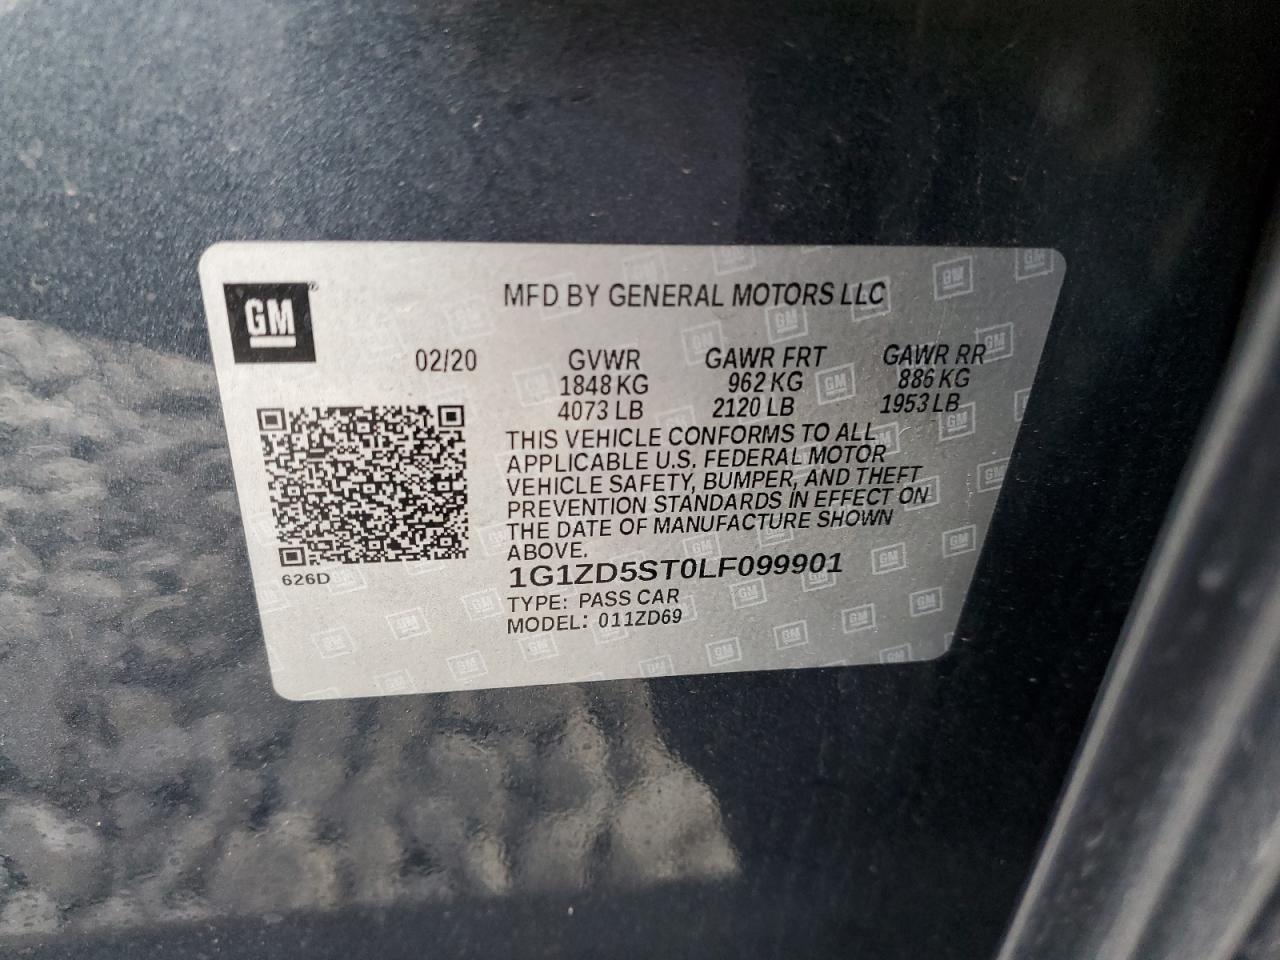 GM
MFD BY GENERAL MOTORS LLC
02/20 GVWR GAWR FRT GAWR RR
1848 KG 962 KG 886 KG
4073 LB 2120 LB 1953 LB
THIS VEHICLE CONFORMS TO ALL
APPLICABLE U.S. FEDERAL MOTOR
VEHICLE SAFETY, BUMPER, AND THEFT
PREVENTION STANDARDS IN EFFECT ON
THE DATE OF MANUFACTURE SHOWN
ABOVE.
626D
1G1ZD5ST0LF099901
TYPE: PASS CAR
MODEL: 011ZD69